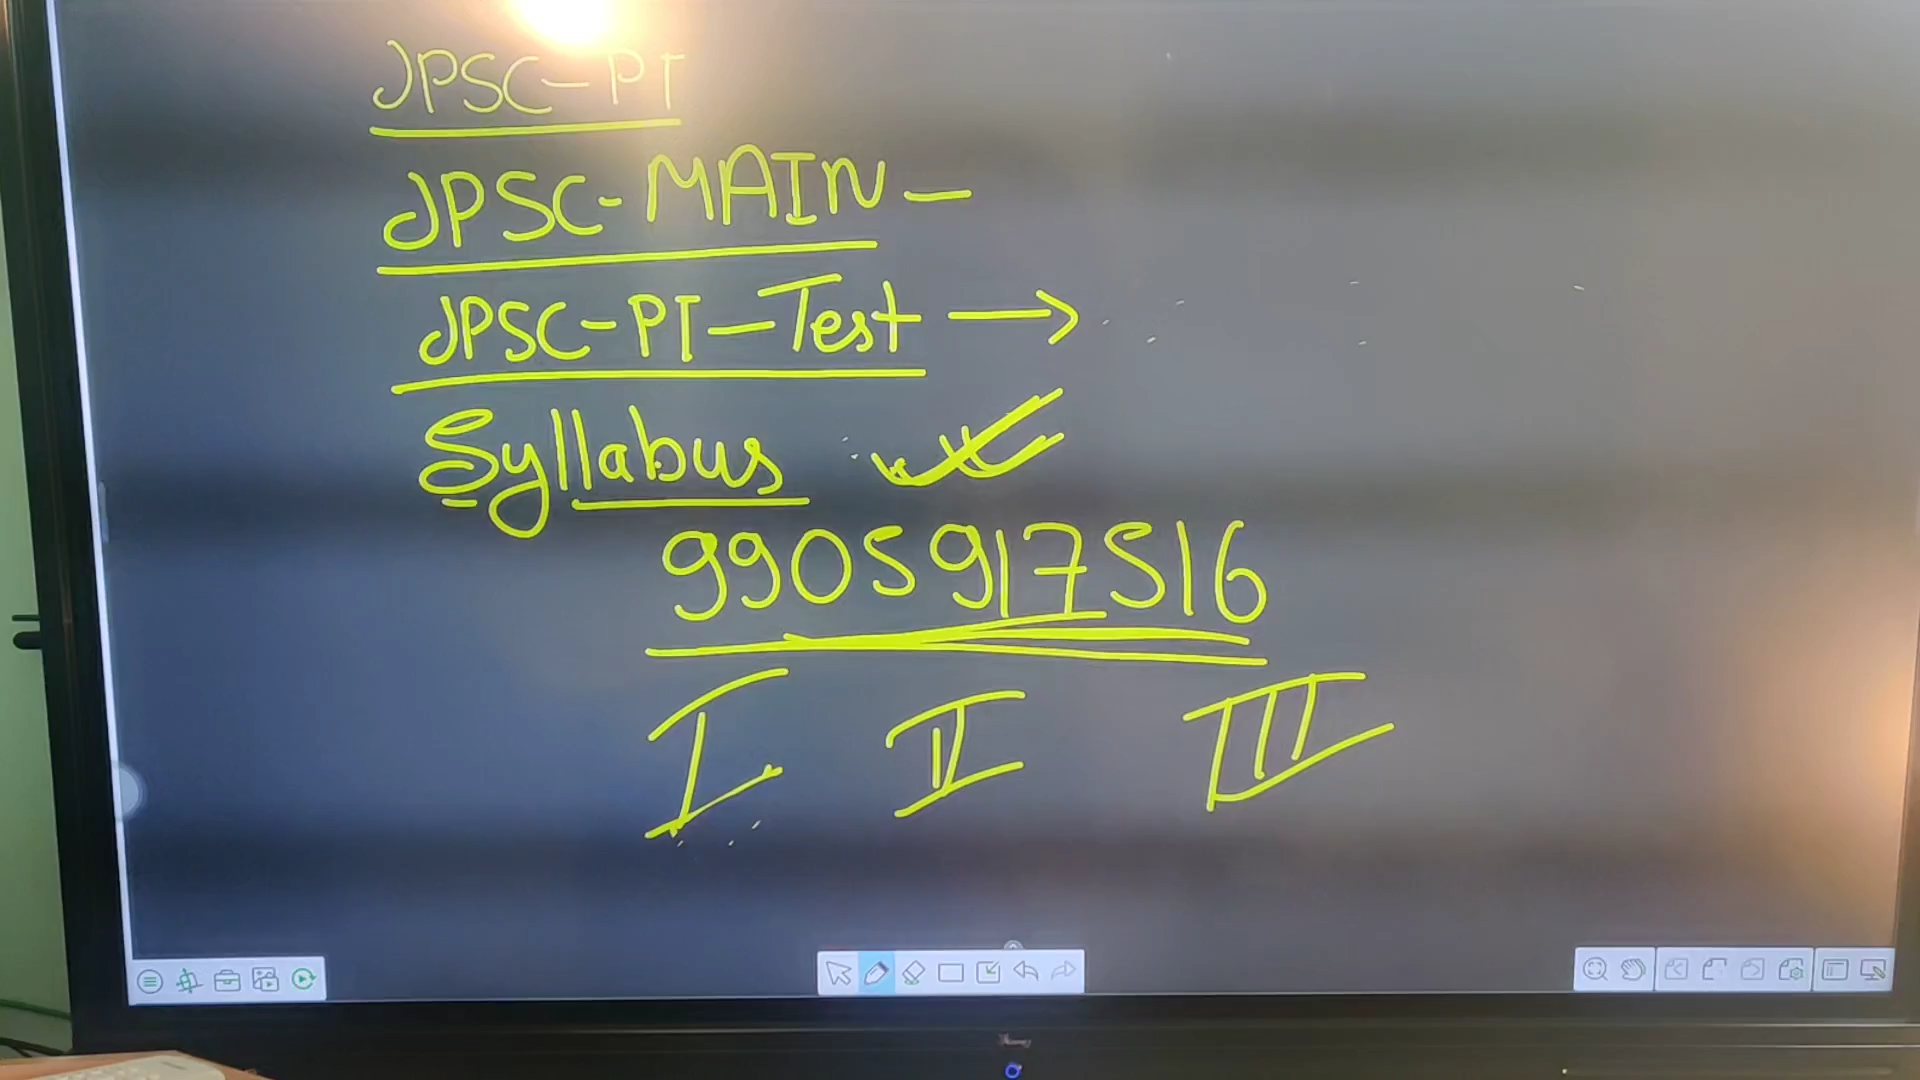 JPSC-PT
JPSC-MAIN-
JPSC-PT-Test →
Syllabus
9905917516
I II III